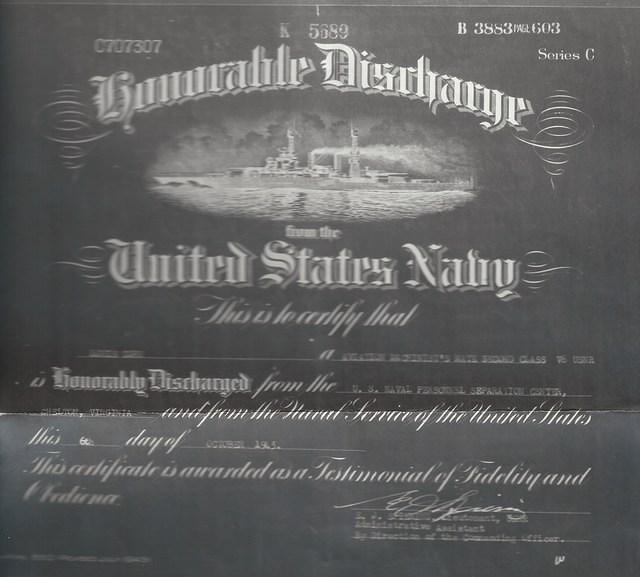 K 5689
B 3883 PAGE 603
C707307
Series C
Honorable Discharge
from the
United States Navy
This is to certify that
a AVIATION MACHINIST'S MATE SECOND CLASS V6 USNR
is Honorably Discharged from the U. S. NAVAL PERSONNEL SEPARATION CENTER,
VIRGINIA and from the Naval Service of the United States
this 6th day of OCTOBER 1945.
This certificate is awarded as a Testimonial of Fidelity and
Obedience.
Lieutenant,
Administrative Assistant
By Direction of the Commanding Officer.